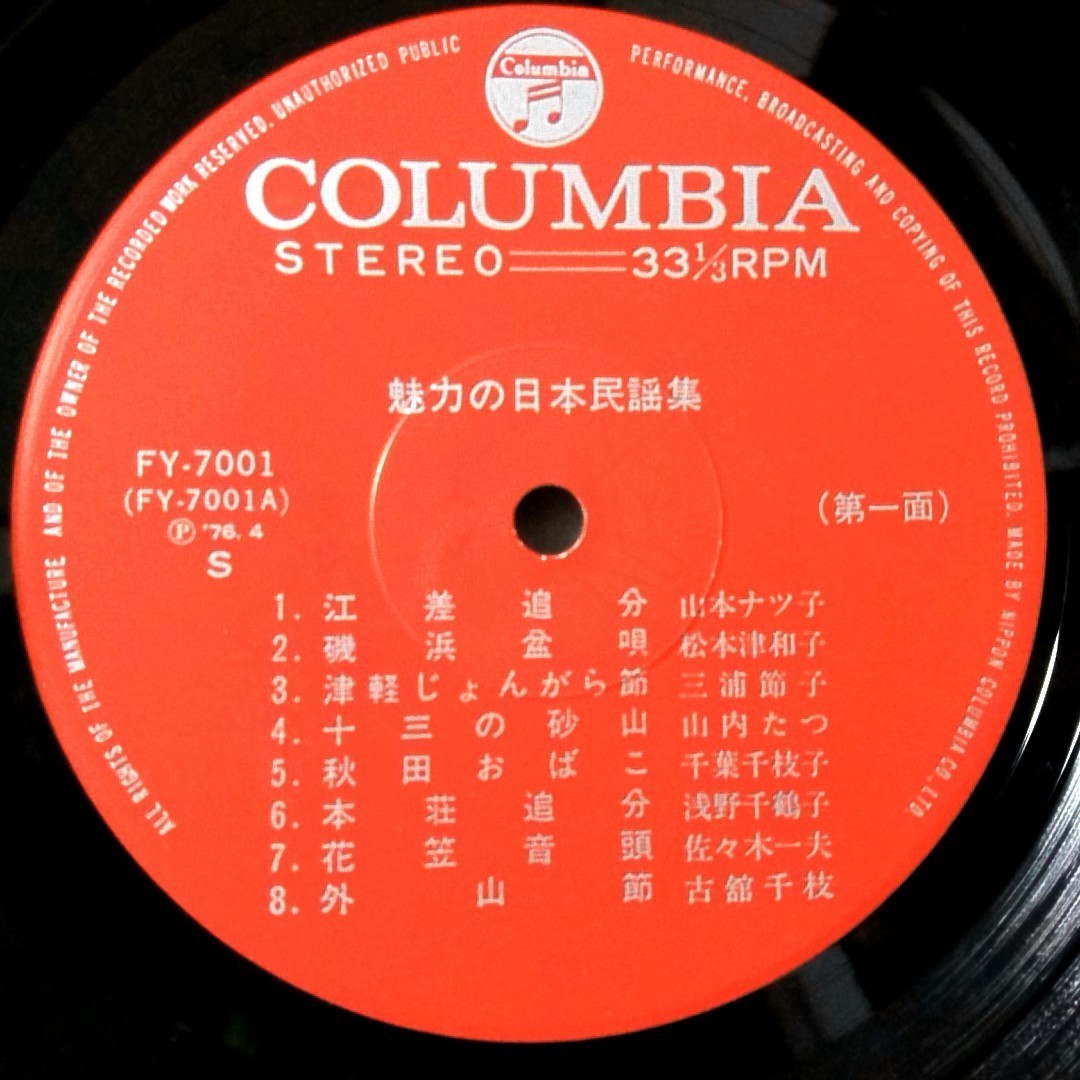 ALL RIGHTS OF THE MANUFACTURE AND OF THE OWNER OF THE RECORDED WORK RESERVED. UNAUTHORIZED PUBLIC PERFORMANCE, BROADCASTING AND COPYING OF THIS RECORD PROHIBITED. MADE BY NIPPON COLUMBIA CO., LTD.
Columbia
COLUMBIA
STEREO 33⅓RPM
魅力の日本民謡集
FY-7001
(FY-7001A)
Ⓟ '76. 4
S
(第一面)
1. 江差追分 山本ナツ子
2. 磯浜盆唄 松本津和子
3. 津軽じょんがら節 三浦節子
4. 十三の砂山 山内たつ
5. 秋田おばこ 千葉千枝子
6. 本荘追分 浅野千鶴子
7. 花笠音頭 佐々木一夫
8. 外山節 古舘千枝